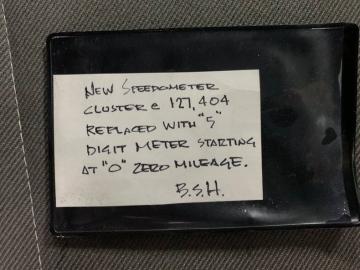 NEW SPEEDOMETER
CLUSTER @ 127,404
REPLACED WITH "5"
DIGIT METER STARTING
AT "0" ZERO MILEAGE.
B.S.H.